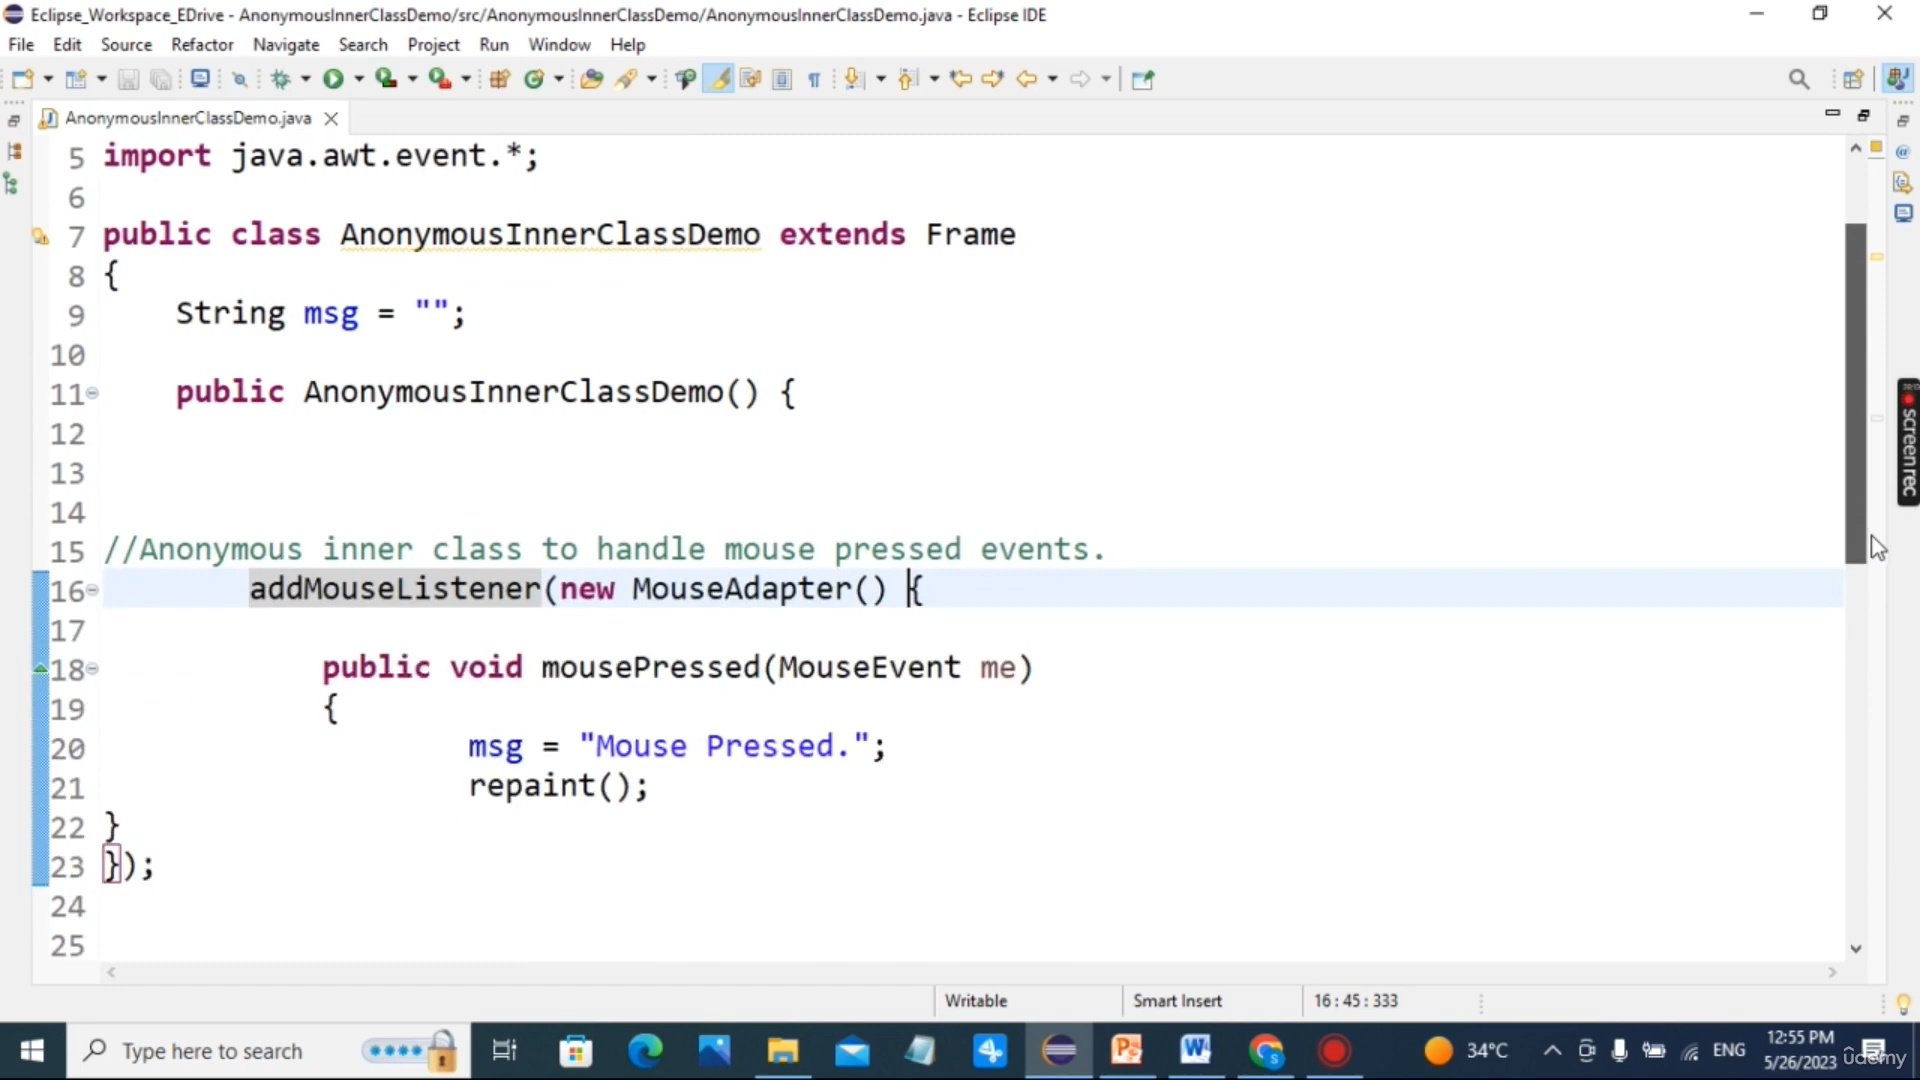 Eclipse_Workspace_EDrive - AnonymousInnerClassDemo/src/AnonymousInnerClassDemo/AnonymousInnerClassDemo.java - Eclipse IDE
File Edit Source Refactor Navigate Search Project Run Window Help
AnonymousInnerClassDemo.java
5 import java.awt.event.*;
6
7 public class AnonymousInnerClassDemo extends Frame
8 {
9 String msg = "";
10
11 public AnonymousInnerClassDemo() {
12
13
14
15 //Anonymous inner class to handle mouse pressed events.
16 addMouseListener(new MouseAdapter() {
17
18 public void mousePressed(MouseEvent me)
19 {
20 msg = "Mouse Pressed.";
21 repaint();
22 }
23 });
24
25
screen rec
Writable Smart Insert 16 : 45 : 333
Type here to search
34°C ENG 12:55 PM
5/26/2023
ûdemy